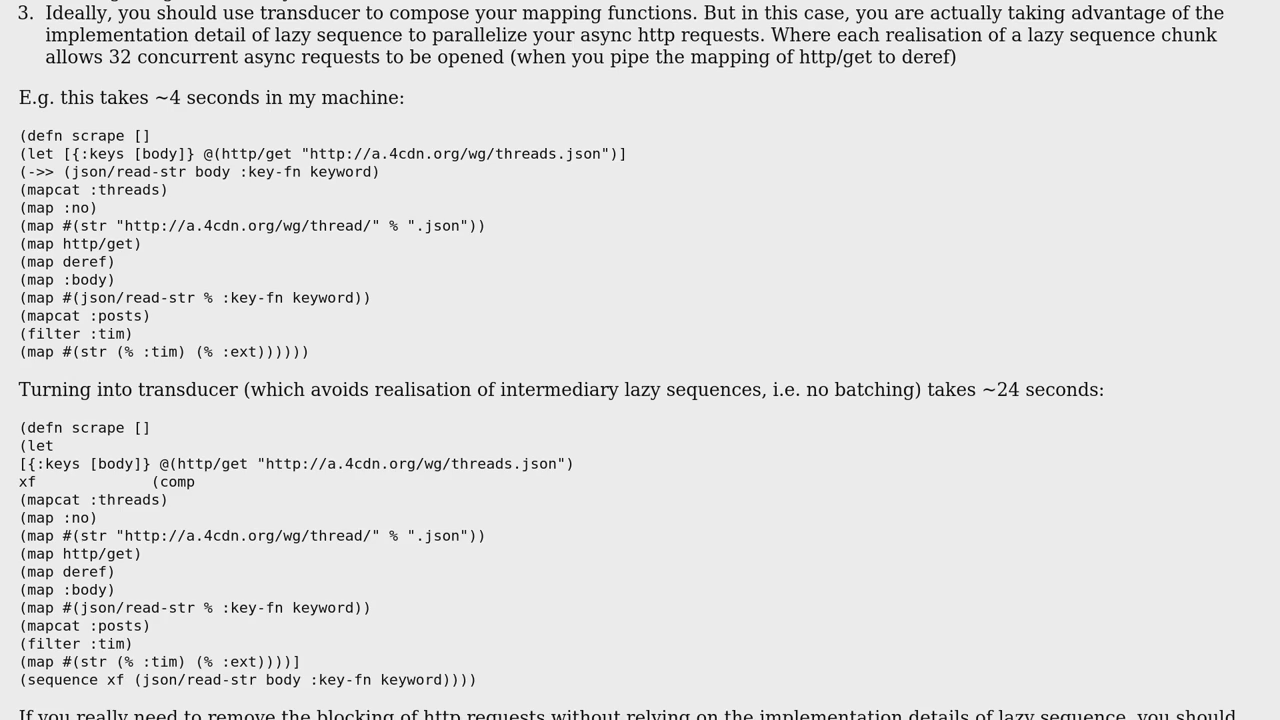 3. Ideally, you should use transducer to compose your mapping functions. But in this case, you are actually taking advantage of the
implementation detail of lazy sequence to parallelize your async http requests. Where each realisation of a lazy sequence chunk
allows 32 concurrent async requests to be opened (when you pipe the mapping of http/get to deref)
E.g. this takes ~4 seconds in my machine:
(defn scrape []
(let [{:keys [body]} @(http/get "http://a.4cdn.org/wg/threads.json")]
(->> (json/read-str body :key-fn keyword)
(mapcat :threads)
(map :no)
(map #(str "http://a.4cdn.org/wg/thread/" % ".json"))
(map http/get)
(map deref)
(map :body)
(map #(json/read-str % :key-fn keyword))
(mapcat :posts)
(filter :tim)
(map #(str (% :tim) (% :ext))))))
Turning into transducer (which avoids realisation of intermediary lazy sequences, i.e. no batching) takes ~24 seconds:
(defn scrape []
(let
[{:keys [body]} @(http/get "http://a.4cdn.org/wg/threads.json")
xf (comp
(mapcat :threads)
(map :no)
(map #(str "http://a.4cdn.org/wg/thread/" % ".json"))
(map http/get)
(map deref)
(map :body)
(map #(json/read-str % :key-fn keyword))
(mapcat :posts)
(filter :tim)
(map #(str (% :tim) (% :ext))))]
(sequence xf (json/read-str body :key-fn keyword))))
If you really need to remove the blocking of http requests without relying on the implementation details of lazy sequence, you should